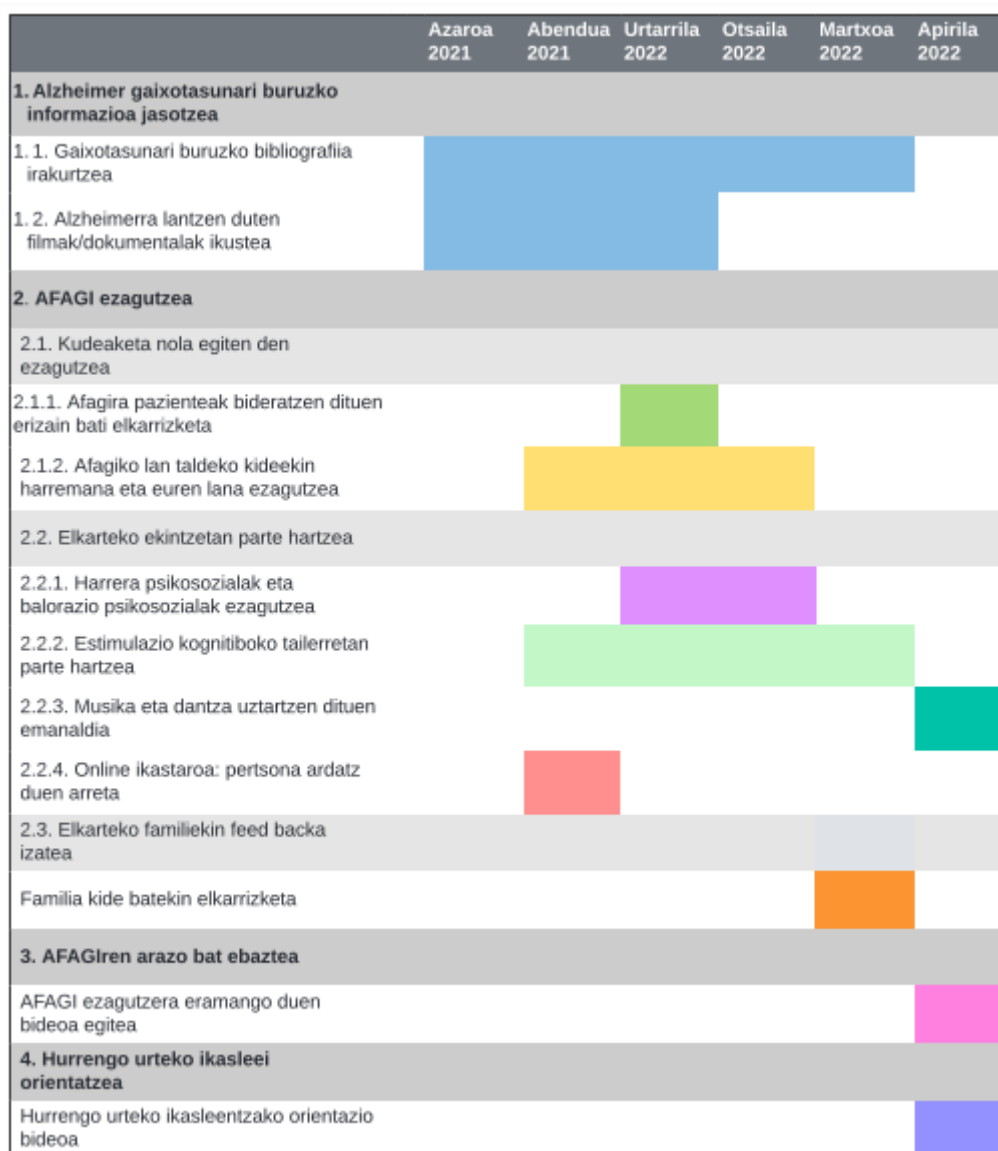 Azaroa Abendua Urtarrila Otsaila Martxoa Apirila
2021 2021 2022 2022 2022 2022
1. Alzheimer gaixotasunari buruzko
informazioa jasotzea
1. 1. Gaixotasunari buruzko bibliografiia
irakurtzea
1. 2. Alzheimerra lantzen duten
filmak/dokumentalak ikustea
2. AFAGI ezagutzea
2.1. Kudeaketa nola egiten den
ezagutzea
2.1.1. Afagira pazienteak bideratzen dituen
erizain bati elkarrizketa
2.1.2. Afagiko lan taldeko kideekin
harremana eta euren lana ezagutzea
2.2. Elkarteko ekintzetan parte hartzea
2.2.1. Harrera psikosozialak eta
balorazio psikosozialak ezagutzea
2.2.2. Estimulazio kognitiboko tailerretan
parte hartzea
2.2.3. Musika eta dantza uztartzen dituen
emanaldia
2.2.4. Online ikastaroa: pertsona ardatz
duen arreta
2.3. Elkarteko familiekin feed backa
izatea
Familia kide batekin elkarrizketa
3. AFAGIren arazo bat ebaztea
AFAGI ezagutzera eramango duen
bideoa egitea
4. Hurrengo urteko ikasleei
orientatzea
Hurrengo urteko ikasleentzako orientazio
bideoa